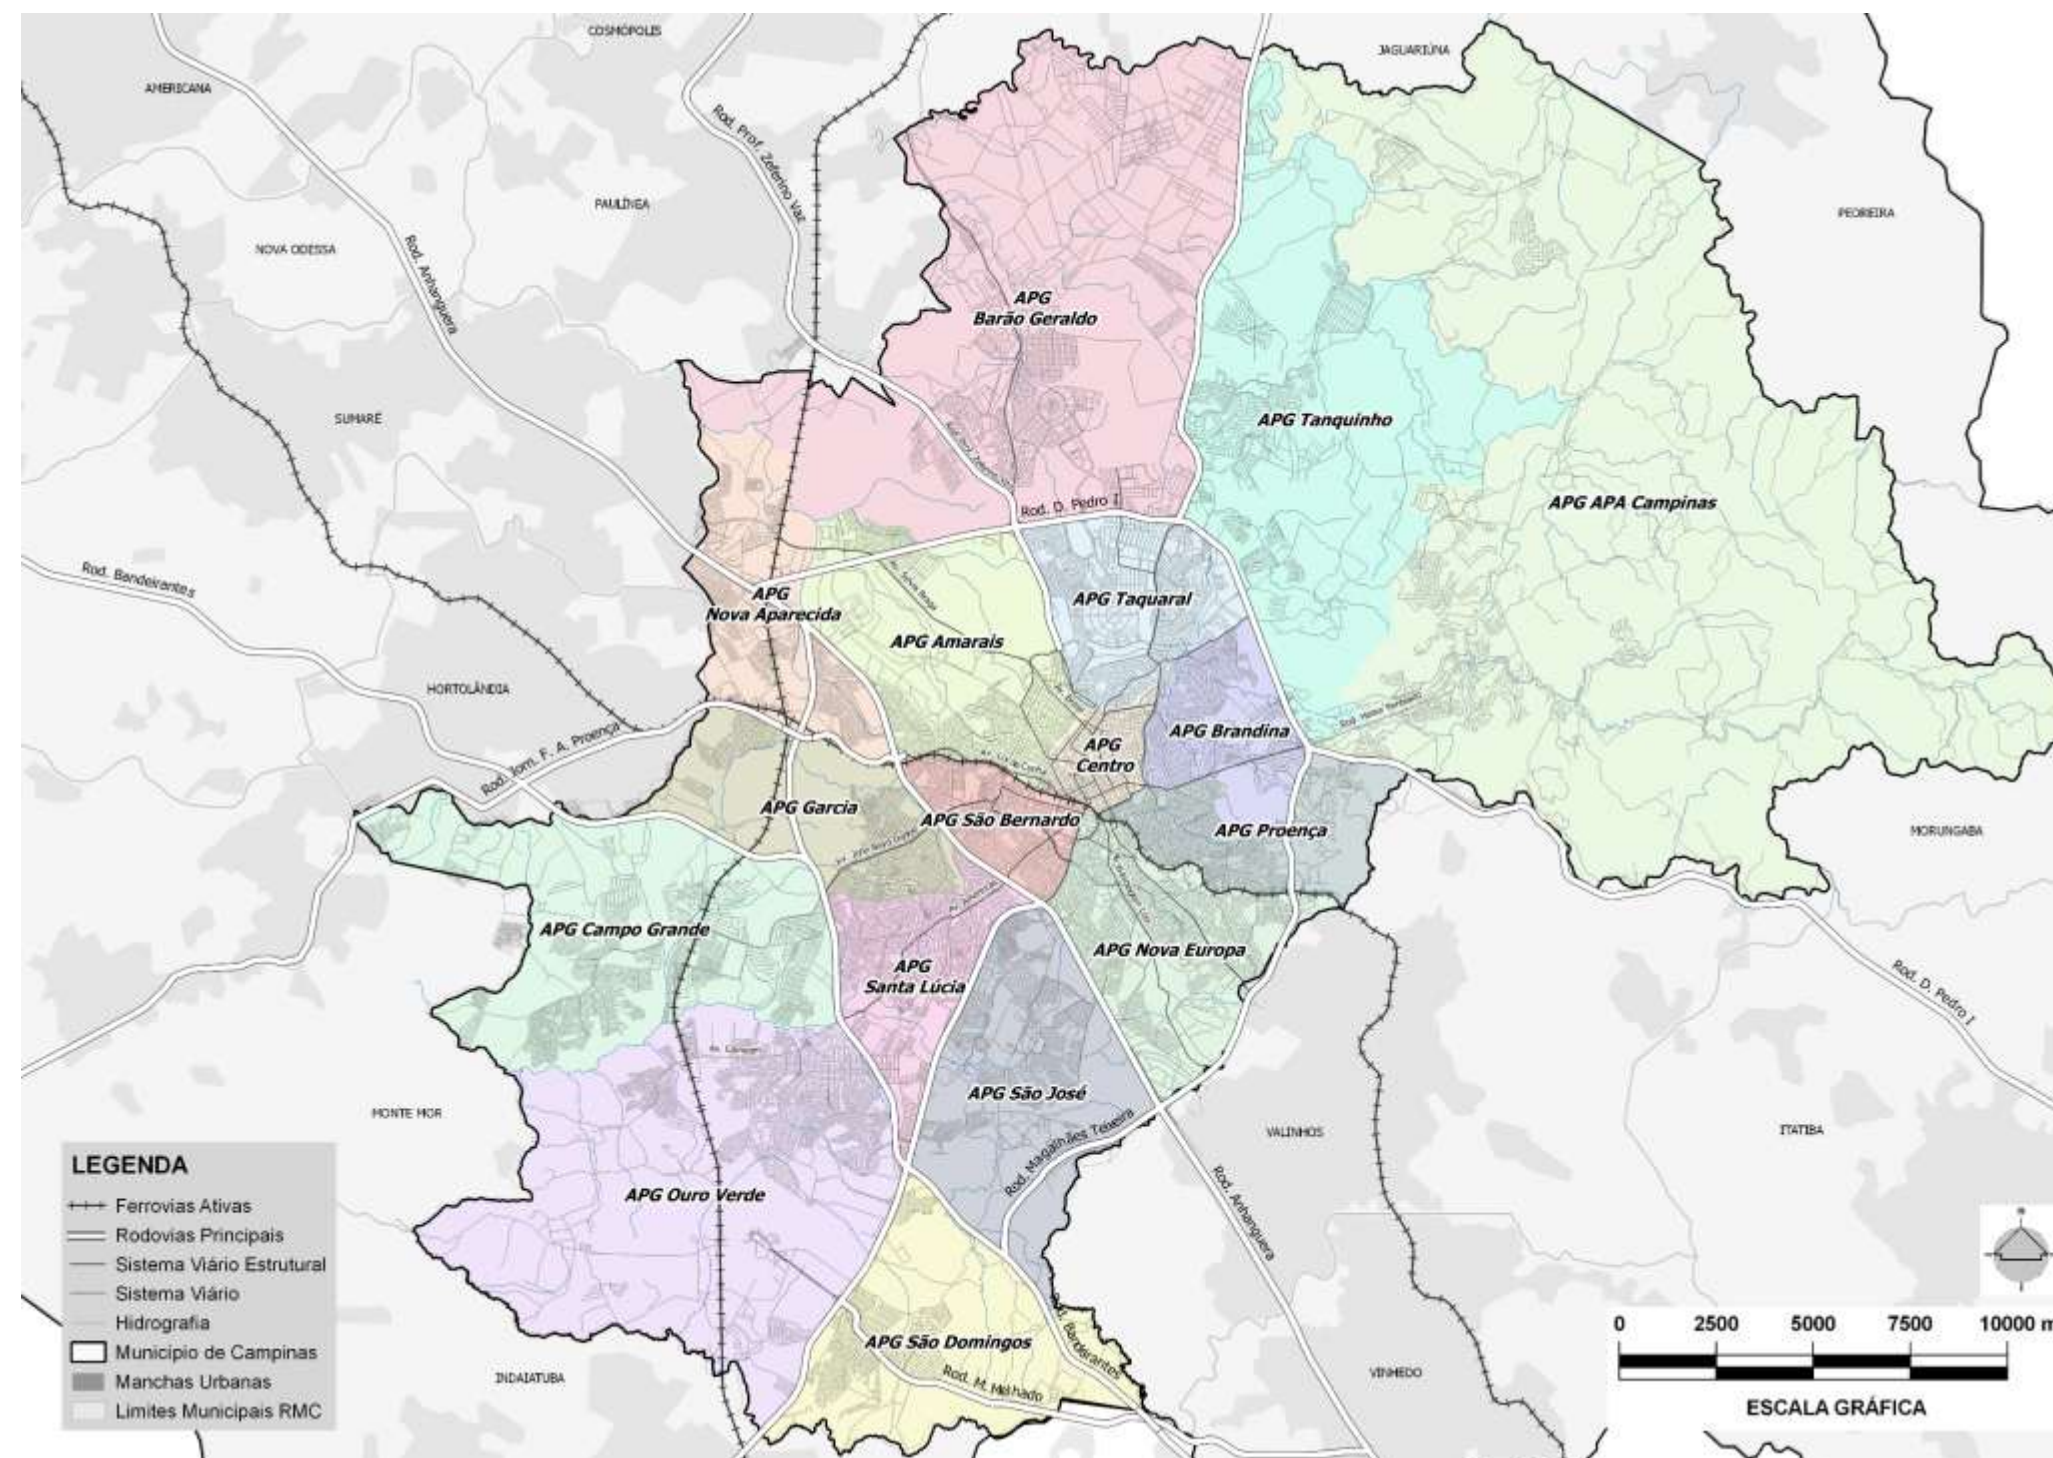 COSMÓPOLIS
JAGUARIÚNA
AMERICANA
Rod. Prof. Zeferino Vaz
PAULÍNEA
PEDREIRA
NOVA ODESSA
Rod. Anhanguera
APG
Barão Geraldo
SUMARÉ
APG Tanquinho
APG APA Campinas
Rod. D. Pedro I
Rod. Bandeirantes
APG
Nova Aparecida
APG Taquaral
APG Amarais
HORTOLÂNDIA
Rod. Jorn. F. A. Proença
APG Brandina
APG
Centro
APG Garcia
APG São Bernardo
APG Proença
MORUNGABA
APG Campo Grande
APG Nova Europa
APG
Santa Lúcia
Rod. D. Pedro I
APG São José
MONTE MOR
Rod. Magalhães Teixeira
VALINHOS
ITATIBA
APG Ouro Verde
Rod. Anhanguera
APG São Domingos
Rod. Bandeirantes
Rod. M. Melhado
INDAIATUBA
VINHEDO
LEGENDA
Ferrovias Ativas
Rodovias Principais
Sistema Viário Estrutural
Sistema Viário
Hidrografia
Município de Campinas
Manchas Urbanas
Limites Municipais RMC
0 2500 5000 7500 10000 m
ESCALA GRÁFICA